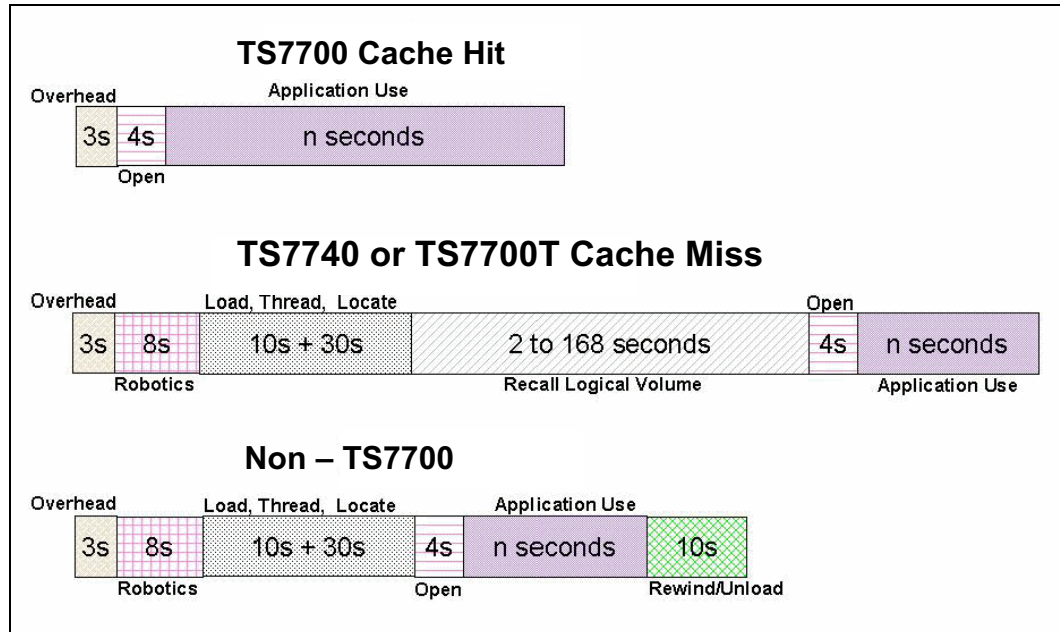 TS7700 Cache Hit
Overhead
Application Use
3s
4s
n seconds
Open
TS7740 or TS7700T Cache Miss
Overhead
Load, Thread, Locate
Open
3s
8s
10s + 30s
2 to 168 seconds
4s
n seconds
Robotics
Recall Logical Volume
Application Use
Non – TS7700
Overhead
Load, Thread, Locate
Application Use
3s
8s
10s + 30s
4s
n seconds
10s
Robotics
Open
Rewind/Unload